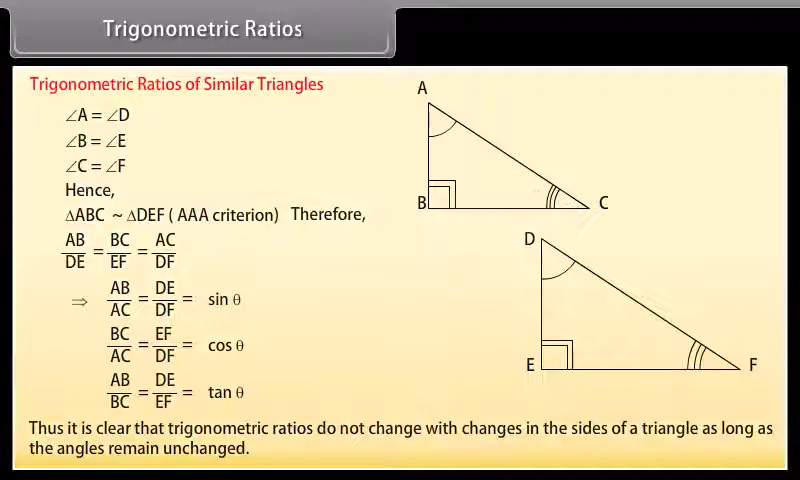 Trigonometric Ratios
Trigonometric Ratios of Similar Triangles
∠A = ∠D
∠B = ∠E
∠C = ∠F
Hence,
∆ABC ~ ∆DEF ( AAA criterion) Therefore,
AB/DE = BC/EF = AC/DF
⇒ AB/AC = DE/DF = sin θ
BC/AC = EF/DF = cos θ
AB/BC = DE/EF = tan θ
A
B
C
D
E
F
Thus it is clear that trigonometric ratios do not change with changes in the sides of a triangle as long as
the angles remain unchanged.